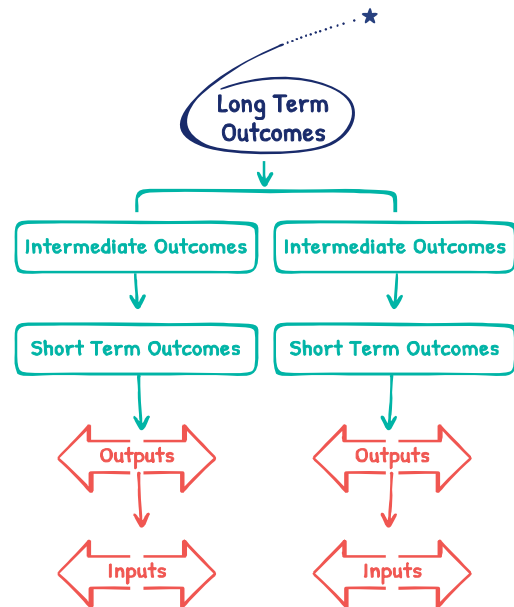 Long Term
Outcomes
Intermediate Outcomes
Intermediate Outcomes
Short Term Outcomes
Short Term Outcomes
Outputs
Outputs
Inputs
Inputs